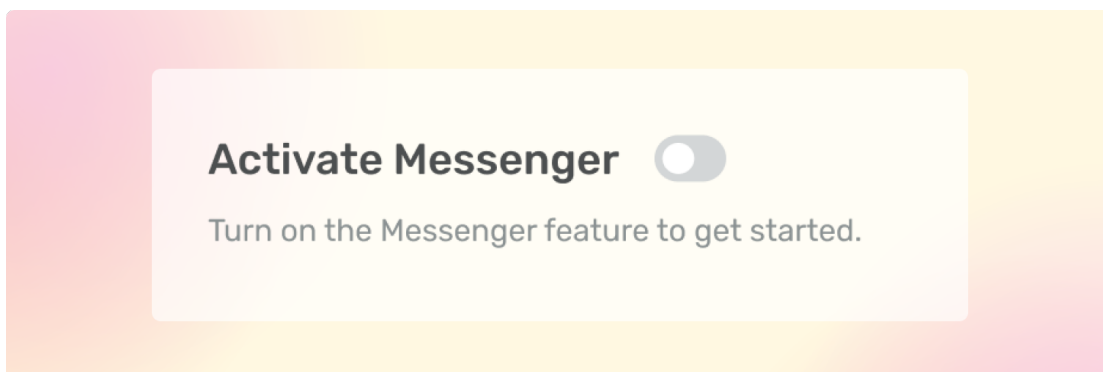 Activate Messenger
Turn on the Messenger feature to get started.